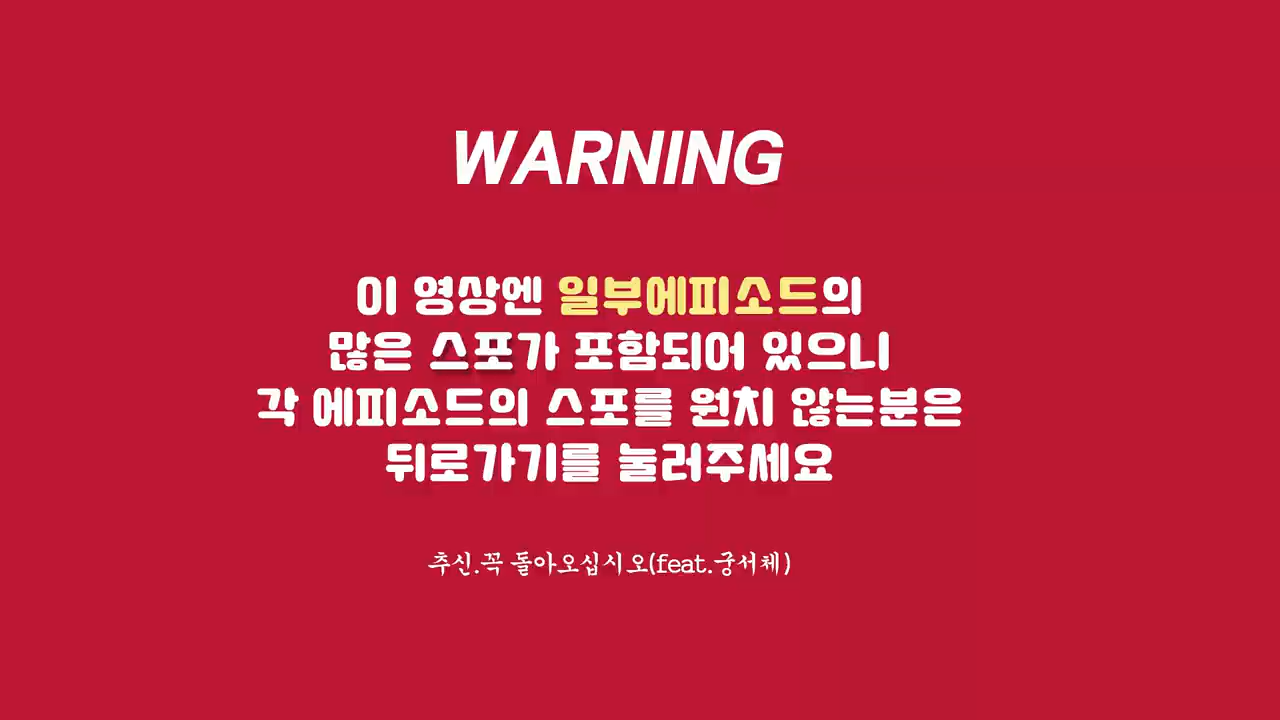 WARNING
이 영상엔 일부에피소드의
많은 스포가 포함되어 있으니
각 에피소드의 스포를 원치 않는분은
뒤로가기를 눌러주세요
추신.꼭 돌아오십시오(feat.궁서체)